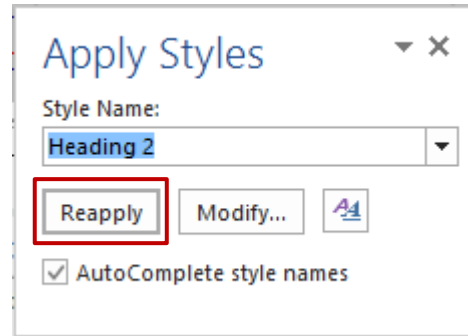 Apply Styles
Style Name:
Heading 2
Reapply Modify...
AutoComplete style names